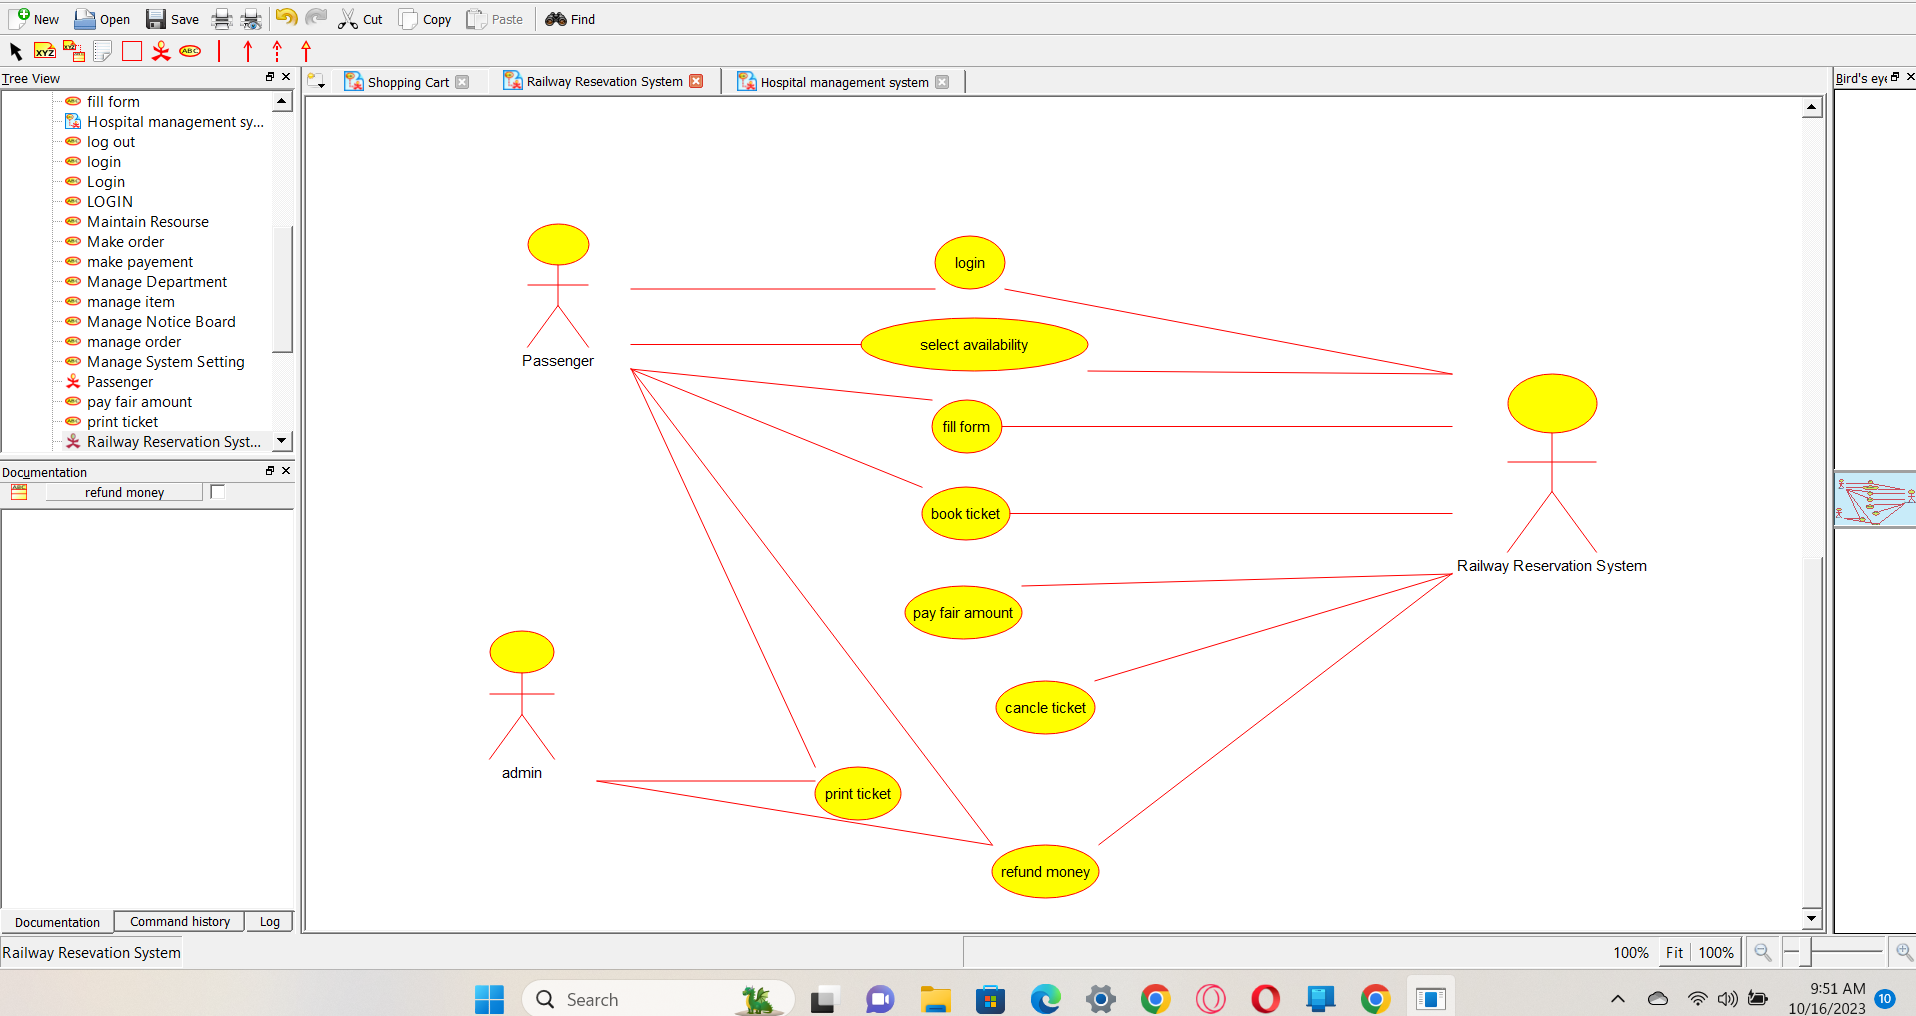 New Open Save Cut Copy Paste Find
XYZ XYZ ABC
Tree View
Shopping Cart Railway Resevation System Hospital management system
Bird's eye
fill form
Hospital management sy...
log out
login
Login
LOGIN
Maintain Resourse
Make order
make payement
Manage Department
manage item
Manage Notice Board
manage order
Manage System Setting
Passenger
pay fair amount
print ticket
Railway Reservation Syst...
Documentation
refund money
Documentation Command history Log
login
select availability
Passenger
fill form
book ticket
Railway Reservation System
pay fair amount
cancle ticket
admin
print ticket
refund money
Railway Resevation System
100% Fit 100%
Search
9:51 AM
10/16/2023
10